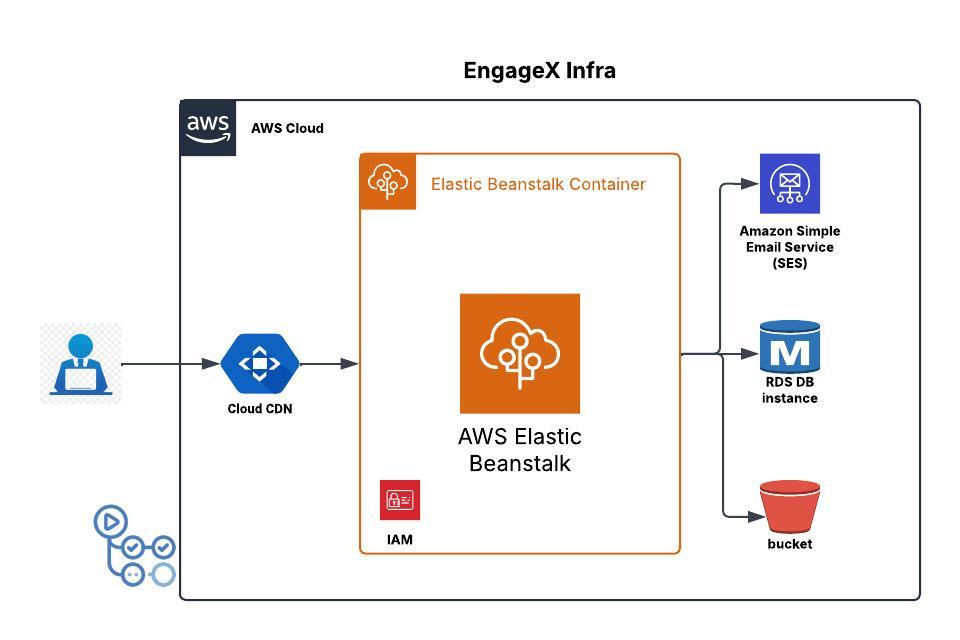 EngageX Infra
aws
AWS Cloud
Elastic Beanstalk Container
Amazon Simple
Email Service
(SES)
M
RDS DB
instance
Cloud CDN
AWS Elastic
Beanstalk
IAM
bucket